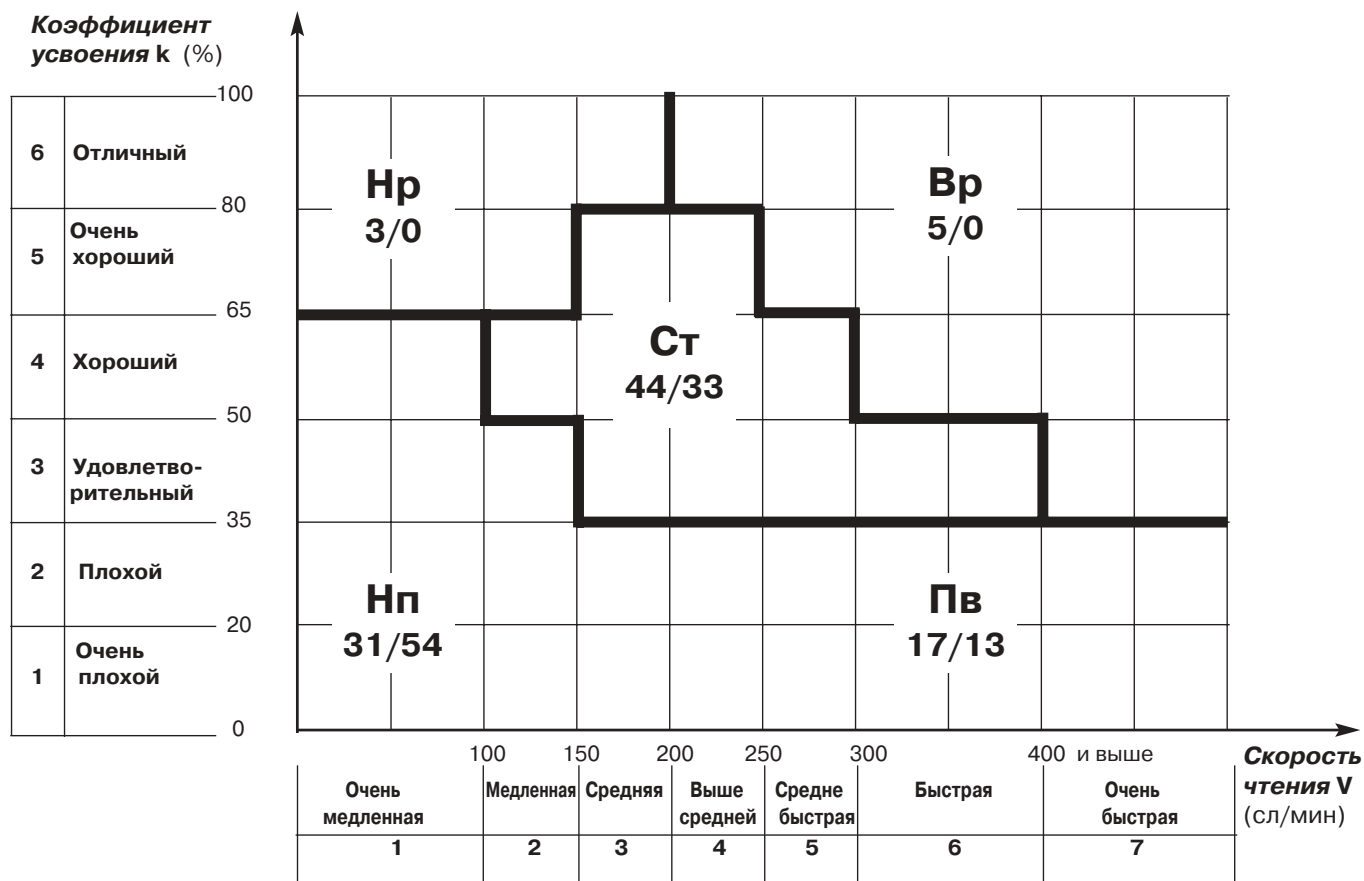 Коэффициент
усвоения k (%)
100
6 Отличный
Нр
3/0
Вр
5/0
80
5 Очень
хороший
65
Ст
44/33
4 Хороший
50
3 Удовлетво-
рительный
35
2 Плохой
Нп
31/54
Пв
17/13
20
1 Очень
плохой
0
100 150 200 250 300 400 и выше
Скорость
чтения V
(сл/мин)
Очень
медленная
Медленная
Средняя
Выше
средней
Средне
быстрая
Быстрая
Очень
быстрая
1 2 3 4 5 6 7